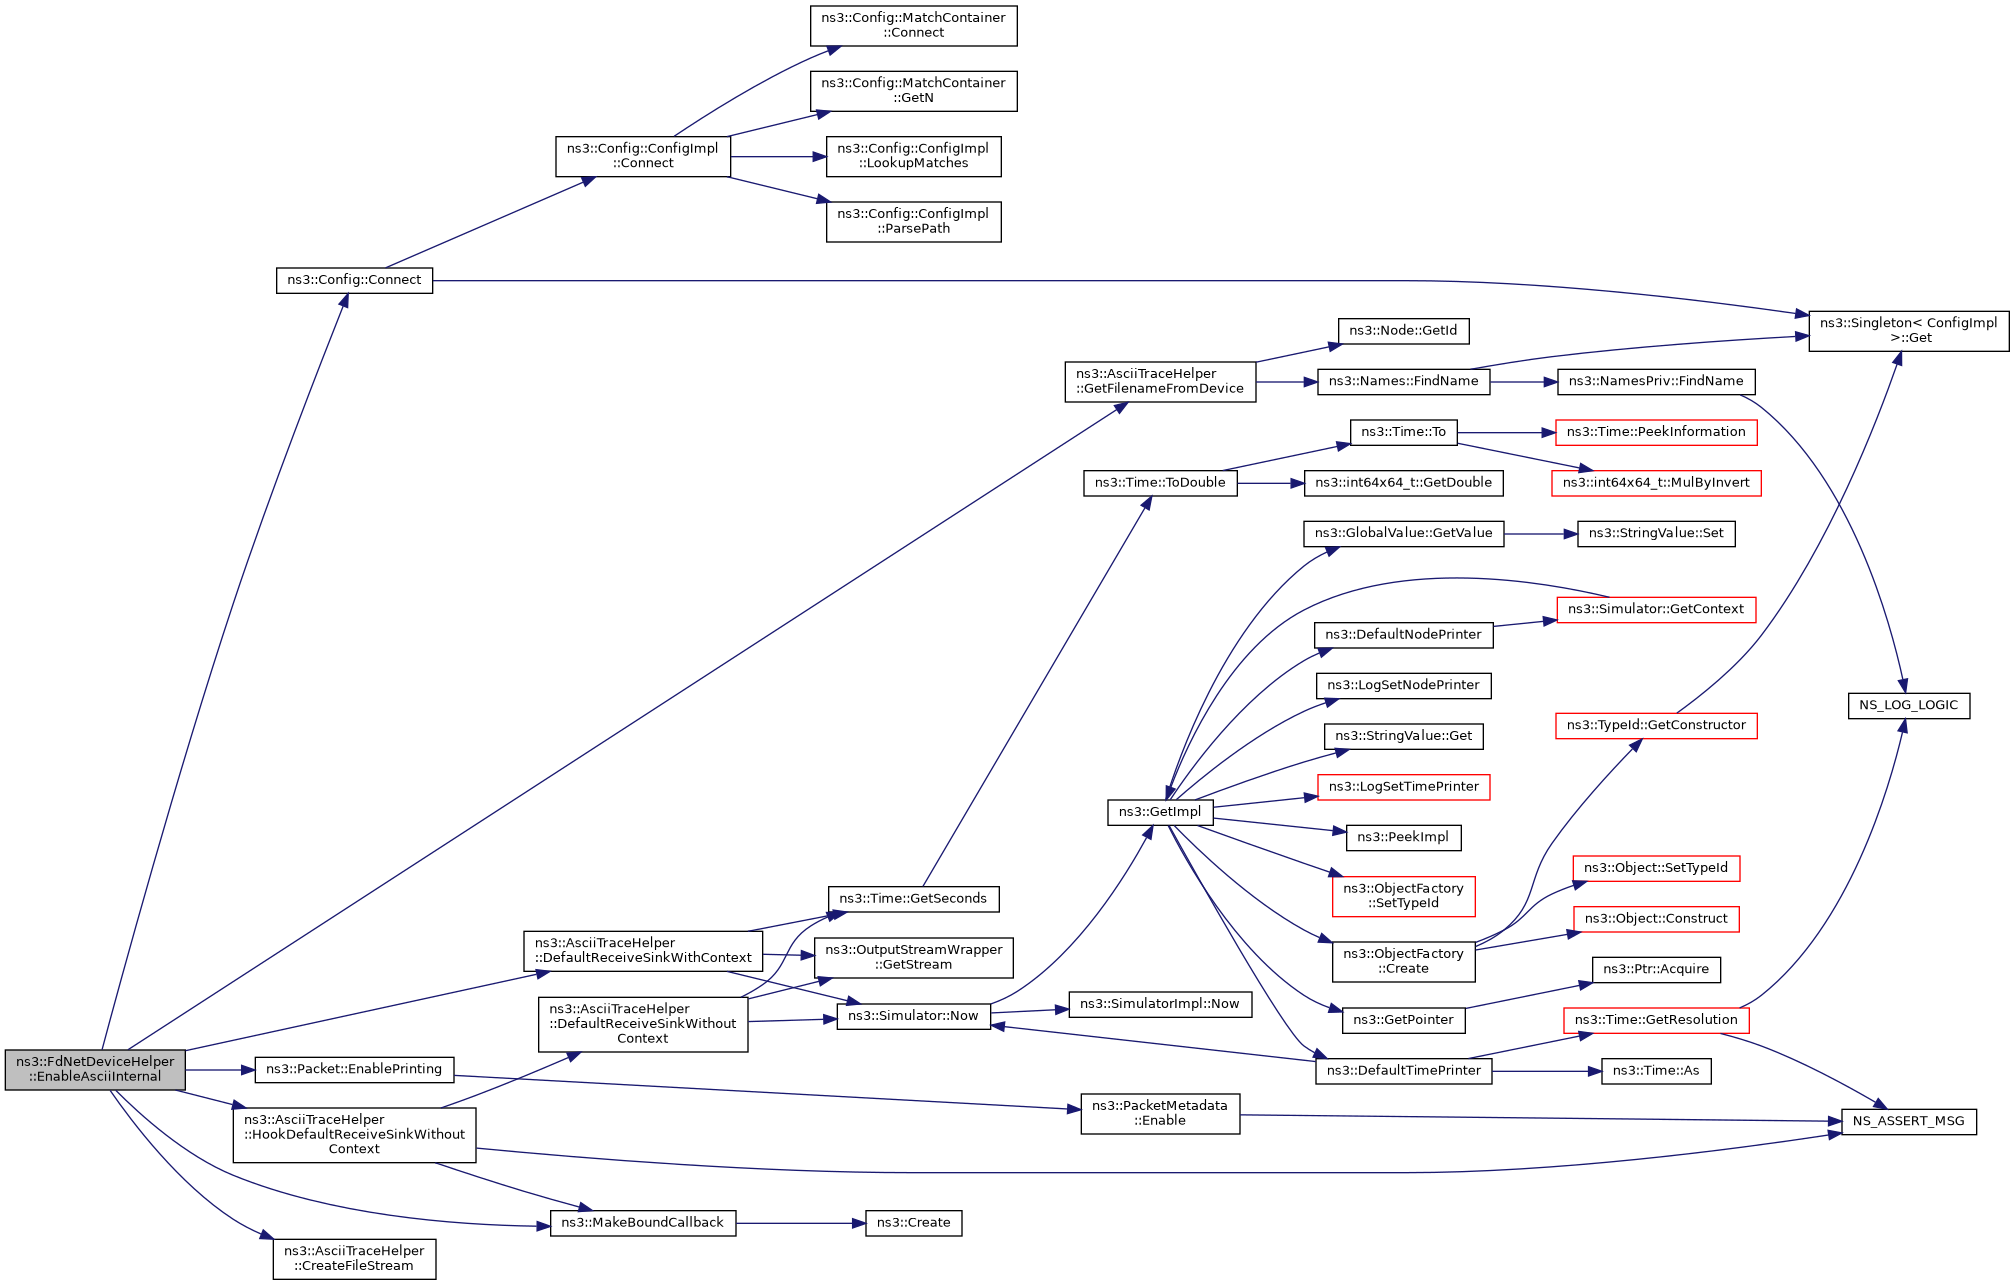 ns3::Config::MatchContainer
::Connect
ns3::Config::MatchContainer
::GetN
ns3::Config::ConfigImpl
::Connect
ns3::Config::ConfigImpl
::LookupMatches
ns3::Config::ConfigImpl
::ParsePath
ns3::Config::Connect
ns3::Singleton< ConfigImpl
>::Get
ns3::Node::GetId
ns3::AsciiTraceHelper
::GetFilenameFromDevice
ns3::Names::FindName
ns3::NamesPriv::FindName
ns3::Time::To
ns3::Time::PeekInformation
ns3::Time::ToDouble
ns3::int64x64_t::GetDouble
ns3::int64x64_t::MulByInvert
ns3::GlobalValue::GetValue
ns3::StringValue::Set
ns3::Simulator::GetContext
ns3::DefaultNodePrinter
ns3::LogSetNodePrinter
NS_LOG_LOGIC
ns3::StringValue::Get
ns3::TypeId::GetConstructor
ns3::LogSetTimePrinter
ns3::GetImpl
ns3::PeekImpl
ns3::Object::SetTypeId
ns3::ObjectFactory
::SetTypeId
ns3::Time::GetSeconds
ns3::Object::Construct
ns3::AsciiTraceHelper
::DefaultReceiveSinkWithContext
ns3::OutputStreamWrapper
::GetStream
ns3::ObjectFactory
::Create
ns3::Ptr::Acquire
ns3::AsciiTraceHelper
::DefaultReceiveSinkWithout
Context
ns3::Simulator::Now
ns3::SimulatorImpl::Now
ns3::GetPointer
ns3::Time::GetResolution
ns3::FdNetDeviceHelper
::EnableAsciiInternal
ns3::Packet::EnablePrinting
ns3::DefaultTimePrinter
ns3::Time::As
ns3::PacketMetadata
::Enable
NS_ASSERT_MSG
ns3::AsciiTraceHelper
::HookDefaultReceiveSinkWithout
Context
ns3::MakeBoundCallback
ns3::Create
ns3::AsciiTraceHelper
::CreateFileStream